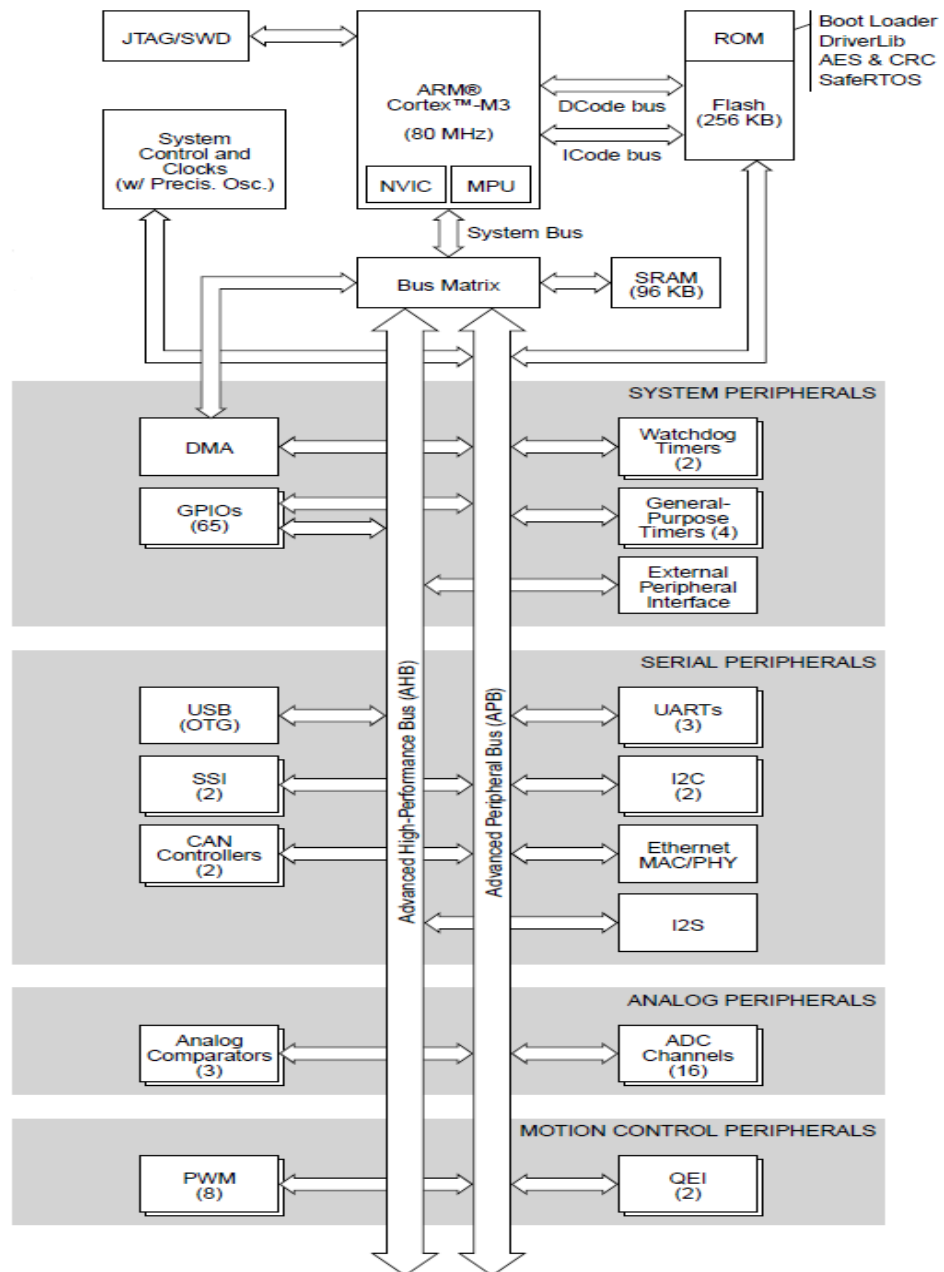 JTAG/SWD
ARM®
Cortex™-M3
(80 MHz)
NVIC
MPU
DCode bus
ICode bus
ROM
Flash
(256 KB)
Boot Loader
DriverLib
AES & CRC
SafeRTOS
System
Control and
Clocks
(w/ Precis. Osc.)
System Bus
Bus Matrix
SRAM
(96 KB)
SYSTEM PERIPHERALS
DMA
Watchdog
Timers
(2)
GPIOs
(65)
General-
Purpose
Timers (4)
External
Peripheral
Interface
Advanced High-Performance Bus (AHB)
Advanced Peripheral Bus (APB)
SERIAL PERIPHERALS
USB
(OTG)
UARTs
(3)
SSI
(2)
I2C
(2)
CAN
Controllers
(2)
Ethernet
MAC/PHY
I2S
ANALOG PERIPHERALS
Analog
Comparators
(3)
ADC
Channels
(16)
MOTION CONTROL PERIPHERALS
PWM
(8)
QEI
(2)